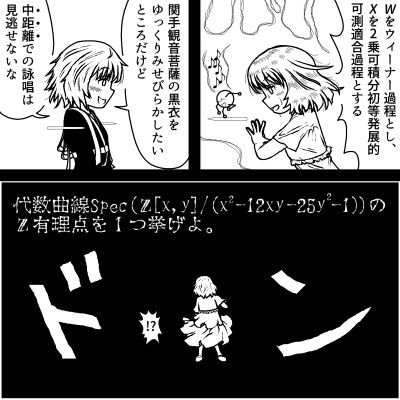 Wをウィーナー過程とし、
Xを2乗可積分初等発展的
可測適合過程とする
関手観音菩薩の黒衣を
ゆっくりみせびらかしたい
ところだけど
中距離での詠唱は
見逃せないな
代数曲線Spec(Z[x,y]/(x²-12xy-25y²-1))の
Z有理点を1つ挙げよ。
ドン
!?